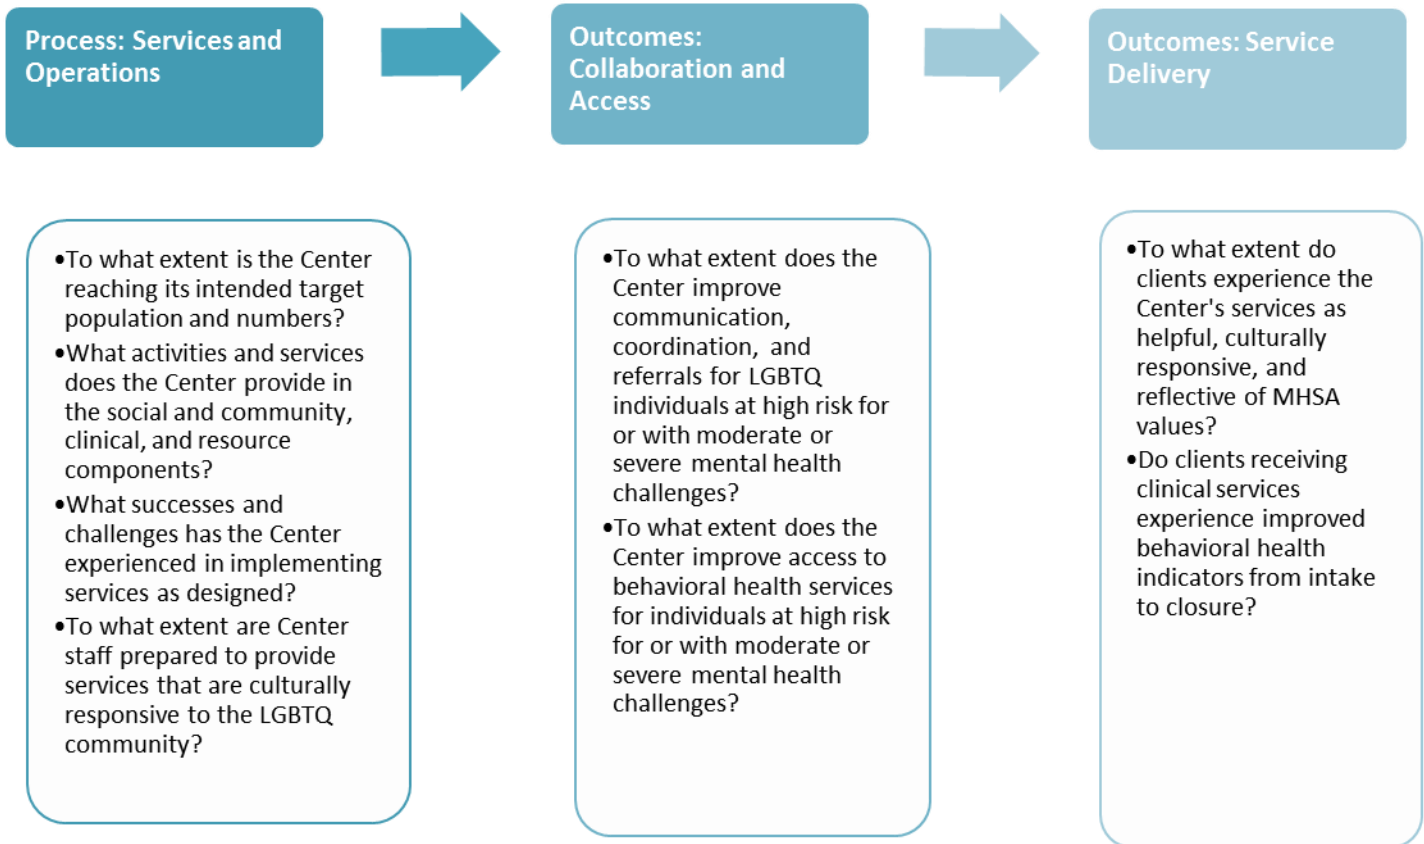 Process: Services and
Operations
Outcomes:
Collaboration and
Access
Outcomes: Service
Delivery
•To what extent is the Center
reaching its intended target
population and numbers?
•What activities and services
does the Center provide in
the social and community,
clinical, and resource
components?
•What successes and
challenges has the Center
experienced in implementing
services as designed?
•To what extent are Center
staff prepared to provide
services that are culturally
responsive to the LGBTQ
community?
•To what extent does the
Center improve
communication,
coordination, and
referrals for LGBTQ
individuals at high risk for
or with moderate or
severe mental health
challenges?
•To what extent does the
Center improve access to
behavioral health services
for individuals at high risk
for or with moderate or
severe mental health
challenges?
•To what extent do
clients experience the
Center's services as
helpful, culturally
responsive, and
reflective of MHSA
values?
•Do clients receiving
clinical services
experience improved
behavioral health
indicators from intake
to closure?